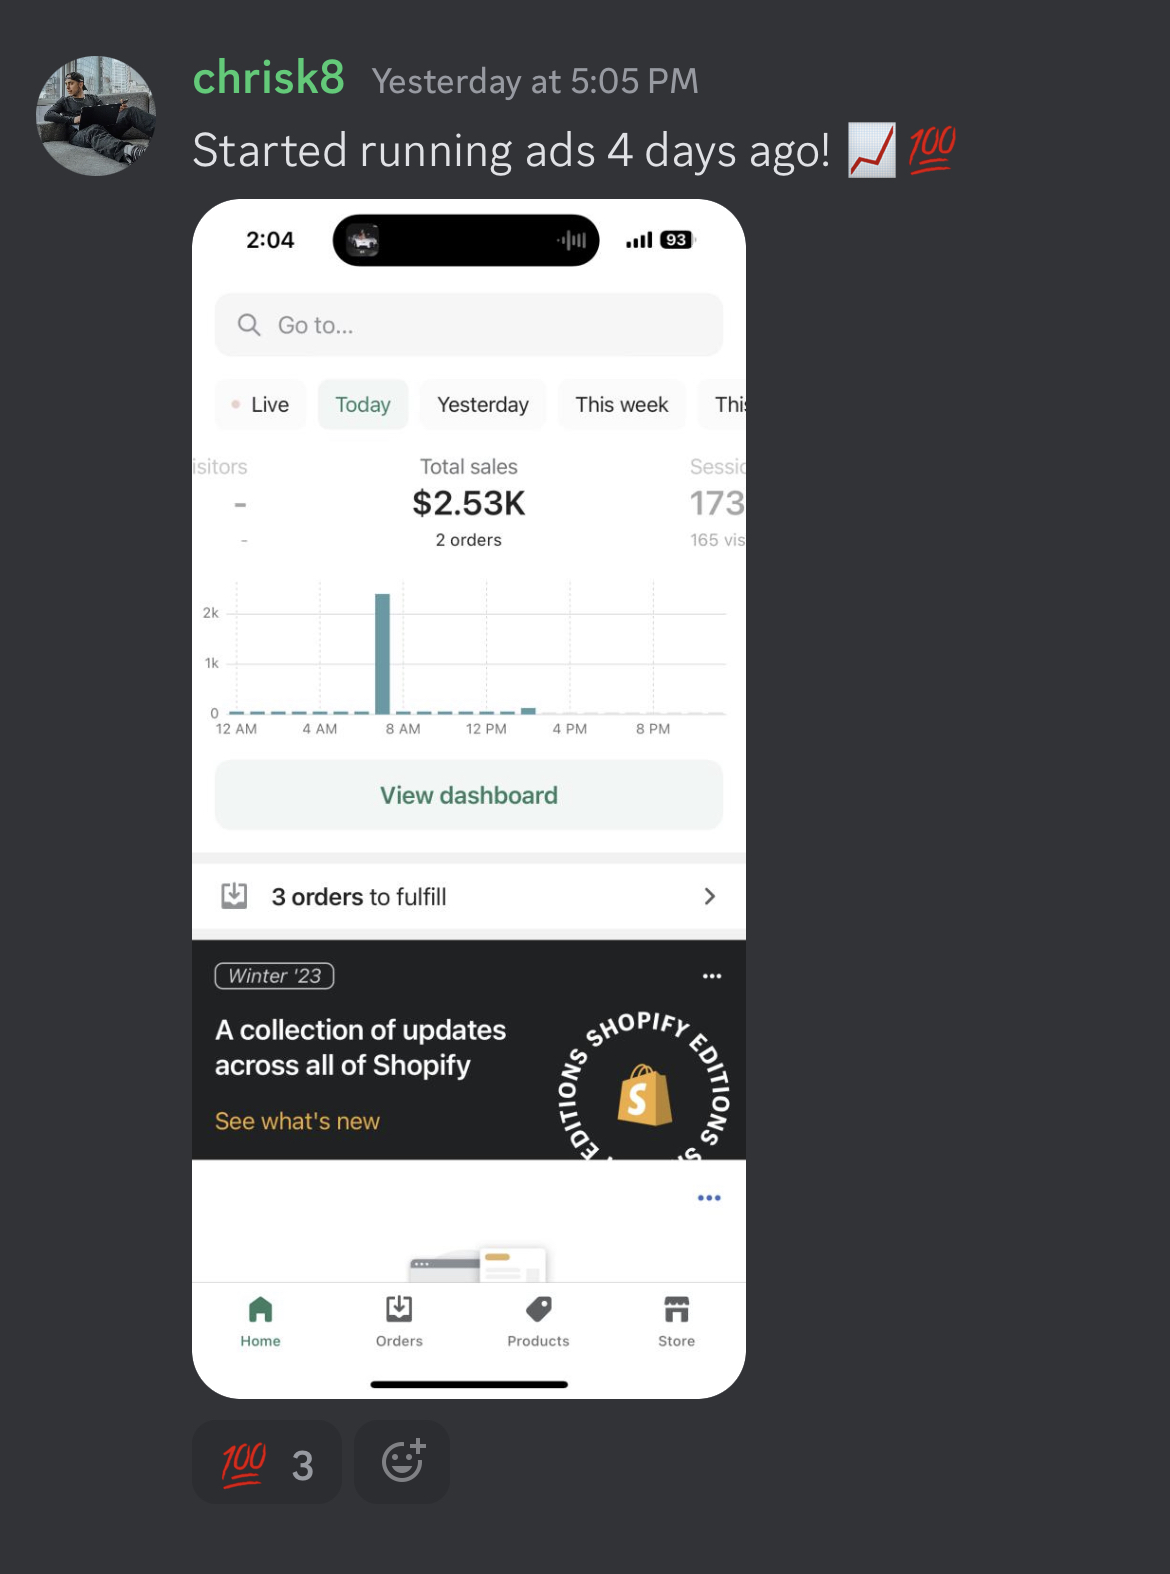 chrisk8 Yesterday at 5:05 PM
Started running ads 4 days ago! 📈 💯
2:04 93
Go to...
Live Today Yesterday This week This
isitors Total sales Sessio
- $2.53K 173
- 2 orders 165 vis
2k
1k
0
12 AM 4 AM 8 AM 12 PM 4 PM 8 PM
View dashboard
3 orders to fulfill
Winter '23
A collection of updates
across all of Shopify
See what's new
EDITIONS SHOPIFY EDITIONS S
Home Orders Products Store
💯 3